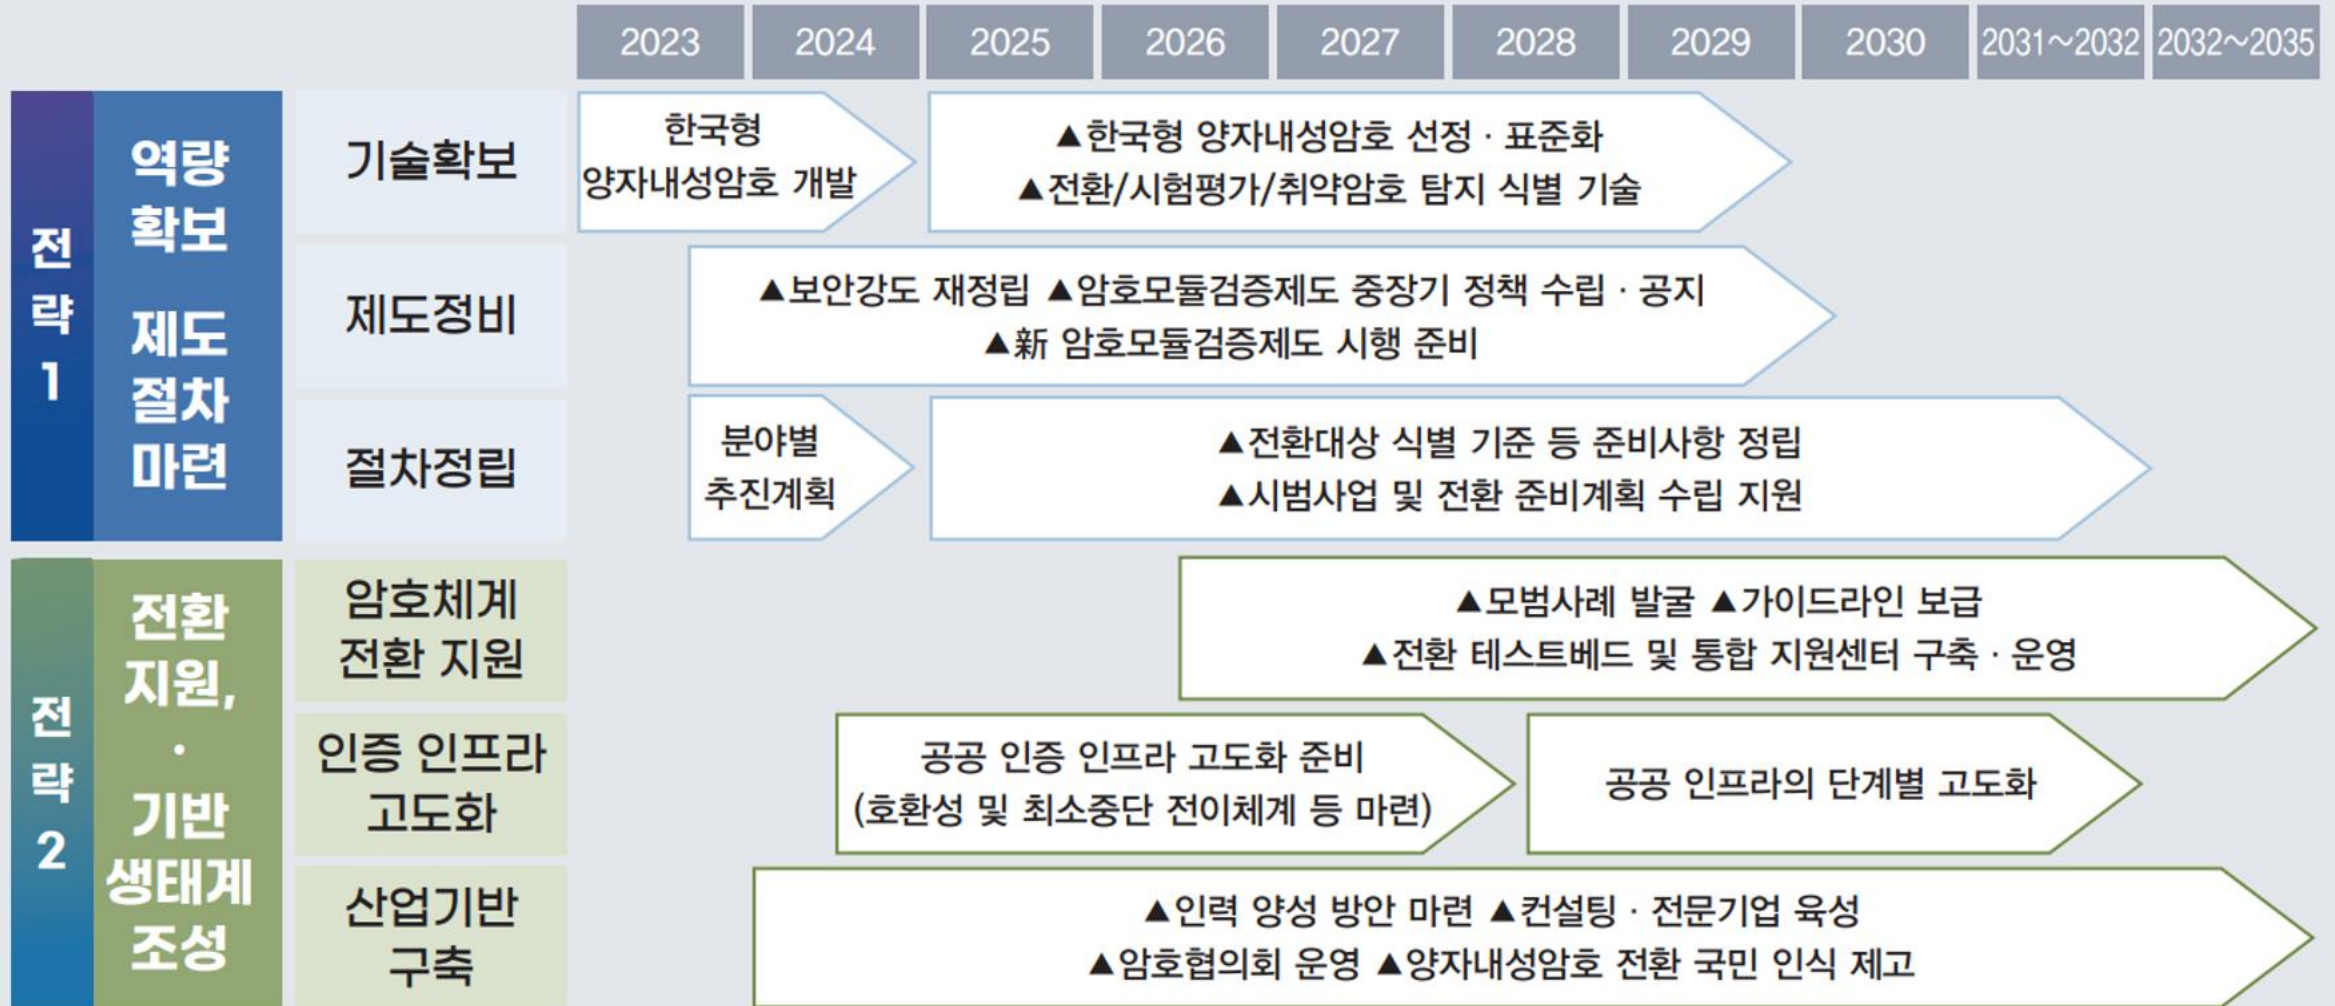 2023 2024 2025 2026 2027 2028 2029 2030 2031~2032 2032~2035
전
략
1
역량
확보
제도
절차
마련
기술확보
한국형
양자내성암호 개발
▲한국형 양자내성암호 선정 · 표준화
▲전환/시험평가/취약암호 탐지 식별 기술
제도정비
▲보안강도 재정립 ▲암호모듈검증제도 중장기 정책 수립 · 공지
▲新 암호모듈검증제도 시행 준비
절차정립
분야별
추진계획
▲전환대상 식별 기준 등 준비사항 정립
▲시범사업 및 전환 준비계획 수립 지원
전
략
2
전환
지원,
·
기반
생태계
조성
암호체계
전환 지원
▲모범사례 발굴 ▲가이드라인 보급
▲전환 테스트베드 및 통합 지원센터 구축 · 운영
인증 인프라
고도화
공공 인증 인프라 고도화 준비
(호환성 및 최소중단 전이체계 등 마련)
공공 인프라의 단계별 고도화
산업기반
구축
▲인력 양성 방안 마련 ▲컨설팅 · 전문기업 육성
▲암호협의회 운영 ▲양자내성암호 전환 국민 인식 제고